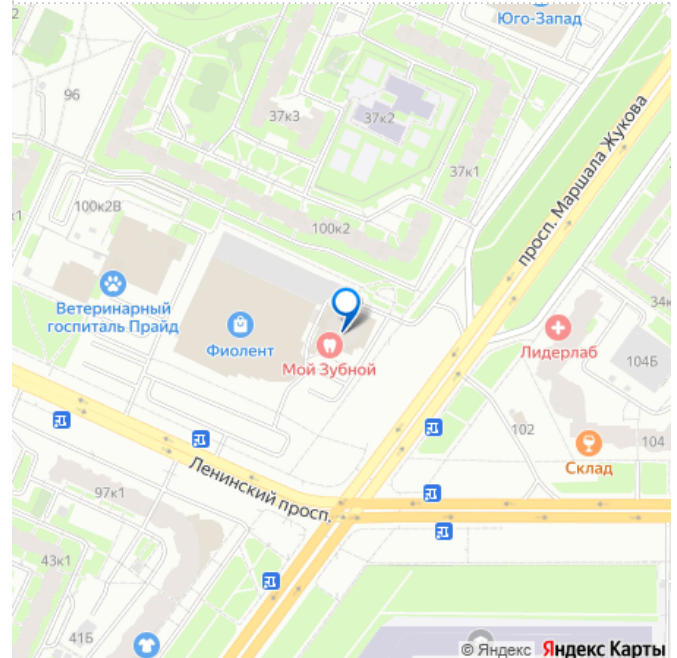 Юго-Запад
96
37к3
37к2
37к1
просп. Маршала Жукова
100к2В
100к2
Ветеринарный
госпиталь Прайд
Фиолент
Мой Зубной
Лидерлаб
104Б
102
104
Склад
Ленинский просп.
97к1
43к1
41Б
© Яндекс Яндекс Карты